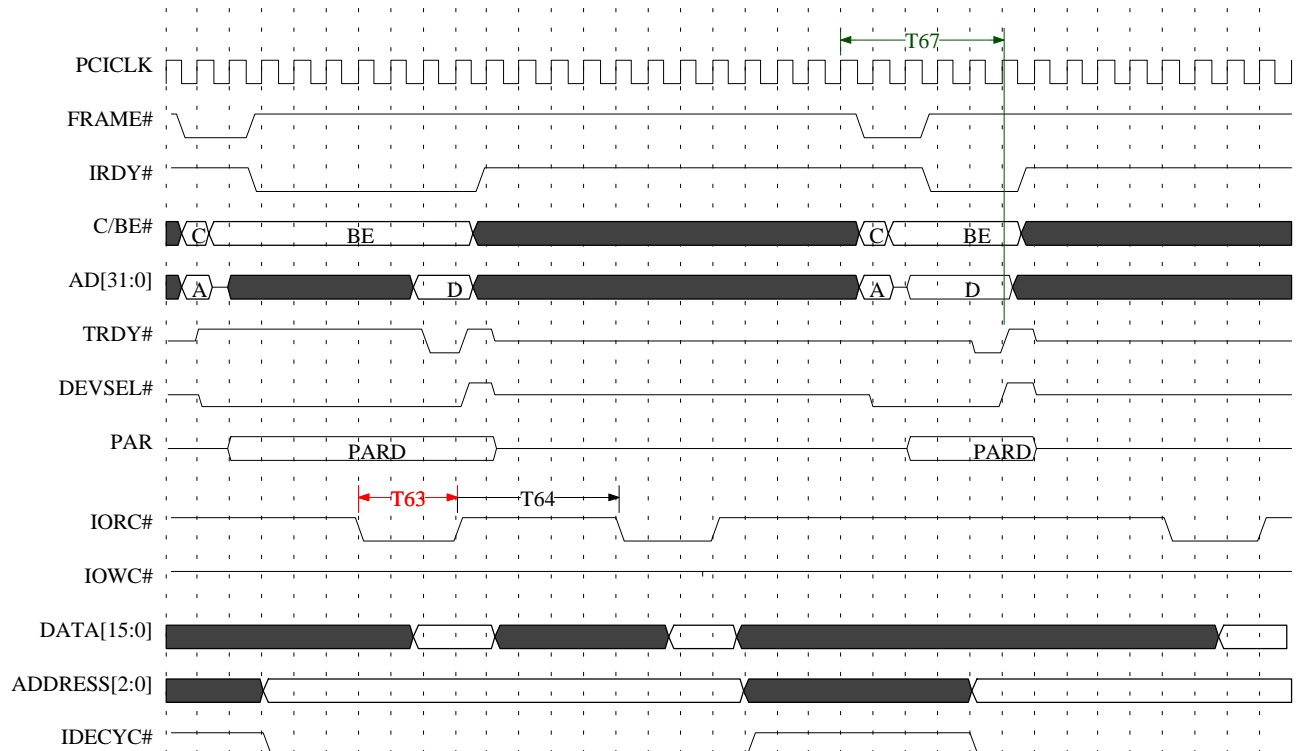 T67
PCICLK
FRAME#
IRDY#
C/BE# C BE C BE
AD[31:0] A D A D
TRDY#
DEVSEL#
PAR PARD PARD
T63 T64
IORC#
IOWC#
DATA[15:0]
ADDRESS[2:0]
IDECYC#